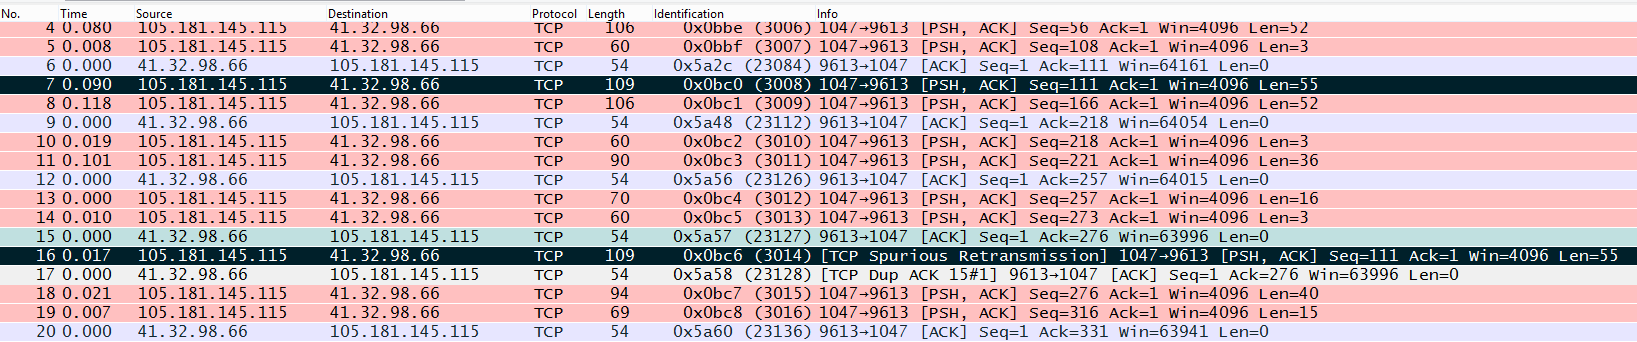 No. Time Source Destination Protocol Length Identification Info
4 0.080 105.181.145.115 41.32.98.66 TCP 106 0x0bbe (3006) 1047→9613 [PSH, ACK] Seq=56 Ack=1 Win=4096 Len=52
5 0.008 105.181.145.115 41.32.98.66 TCP 60 0x0bbf (3007) 1047→9613 [PSH, ACK] Seq=108 Ack=1 Win=4096 Len=3
6 0.000 41.32.98.66 105.181.145.115 TCP 54 0x5a2c (23084) 9613→1047 [ACK] Seq=1 Ack=111 Win=64161 Len=0
7 0.090 105.181.145.115 41.32.98.66 TCP 109 0x0bc0 (3008) 1047→9613 [PSH, ACK] Seq=111 Ack=1 Win=4096 Len=55
8 0.118 105.181.145.115 41.32.98.66 TCP 106 0x0bc1 (3009) 1047→9613 [PSH, ACK] Seq=166 Ack=1 Win=4096 Len=52
9 0.000 41.32.98.66 105.181.145.115 TCP 54 0x5a48 (23112) 9613→1047 [ACK] Seq=1 Ack=218 Win=64054 Len=0
10 0.019 105.181.145.115 41.32.98.66 TCP 60 0x0bc2 (3010) 1047→9613 [PSH, ACK] Seq=218 Ack=1 Win=4096 Len=3
11 0.101 105.181.145.115 41.32.98.66 TCP 90 0x0bc3 (3011) 1047→9613 [PSH, ACK] Seq=221 Ack=1 Win=4096 Len=36
12 0.000 41.32.98.66 105.181.145.115 TCP 54 0x5a56 (23126) 9613→1047 [ACK] Seq=1 Ack=257 Win=64015 Len=0
13 0.000 105.181.145.115 41.32.98.66 TCP 70 0x0bc4 (3012) 1047→9613 [PSH, ACK] Seq=257 Ack=1 Win=4096 Len=16
14 0.010 105.181.145.115 41.32.98.66 TCP 60 0x0bc5 (3013) 1047→9613 [PSH, ACK] Seq=273 Ack=1 Win=4096 Len=3
15 0.000 41.32.98.66 105.181.145.115 TCP 54 0x5a57 (23127) 9613→1047 [ACK] Seq=1 Ack=276 Win=63996 Len=0
16 0.017 105.181.145.115 41.32.98.66 TCP 109 0x0bc6 (3014) [TCP Spurious Retransmission] 1047→9613 [PSH, ACK] Seq=111 Ack=1 Win=4096 Len=55
17 0.000 41.32.98.66 105.181.145.115 TCP 54 0x5a58 (23128) [TCP Dup ACK 15#1] 9613→1047 [ACK] Seq=1 Ack=276 Win=63996 Len=0
18 0.021 105.181.145.115 41.32.98.66 TCP 94 0x0bc7 (3015) 1047→9613 [PSH, ACK] Seq=276 Ack=1 Win=4096 Len=40
19 0.007 105.181.145.115 41.32.98.66 TCP 69 0x0bc8 (3016) 1047→9613 [PSH, ACK] Seq=316 Ack=1 Win=4096 Len=15
20 0.000 41.32.98.66 105.181.145.115 TCP 54 0x5a60 (23136) 9613→1047 [ACK] Seq=1 Ack=331 Win=63941 Len=0